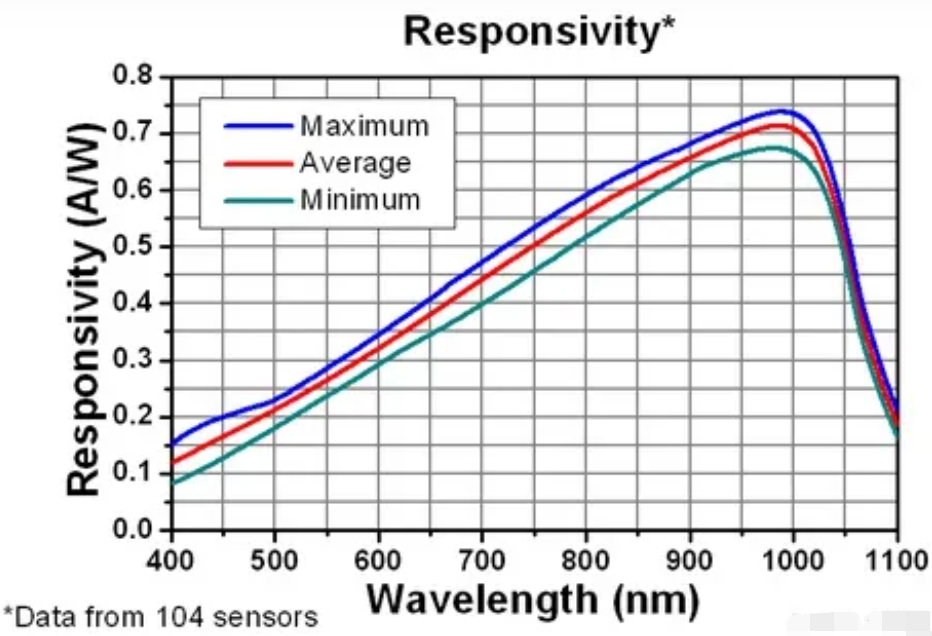 Responsivity*
Responsivity (A/W)
0.8
0.7
0.6
0.5
0.4
0.3
0.2
0.1
0.0
Maximum
Average
Minimum
400 500 600 700 800 900 1000 1100
Wavelength (nm)
*Data from 104 sensors